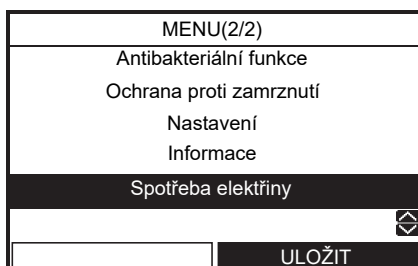 MENU(2/2)
Antibakteriální funkce
Ochrana proti zamrznutí
Nastavení
Informace
Spotřeba elektřiny
ULOŽIT